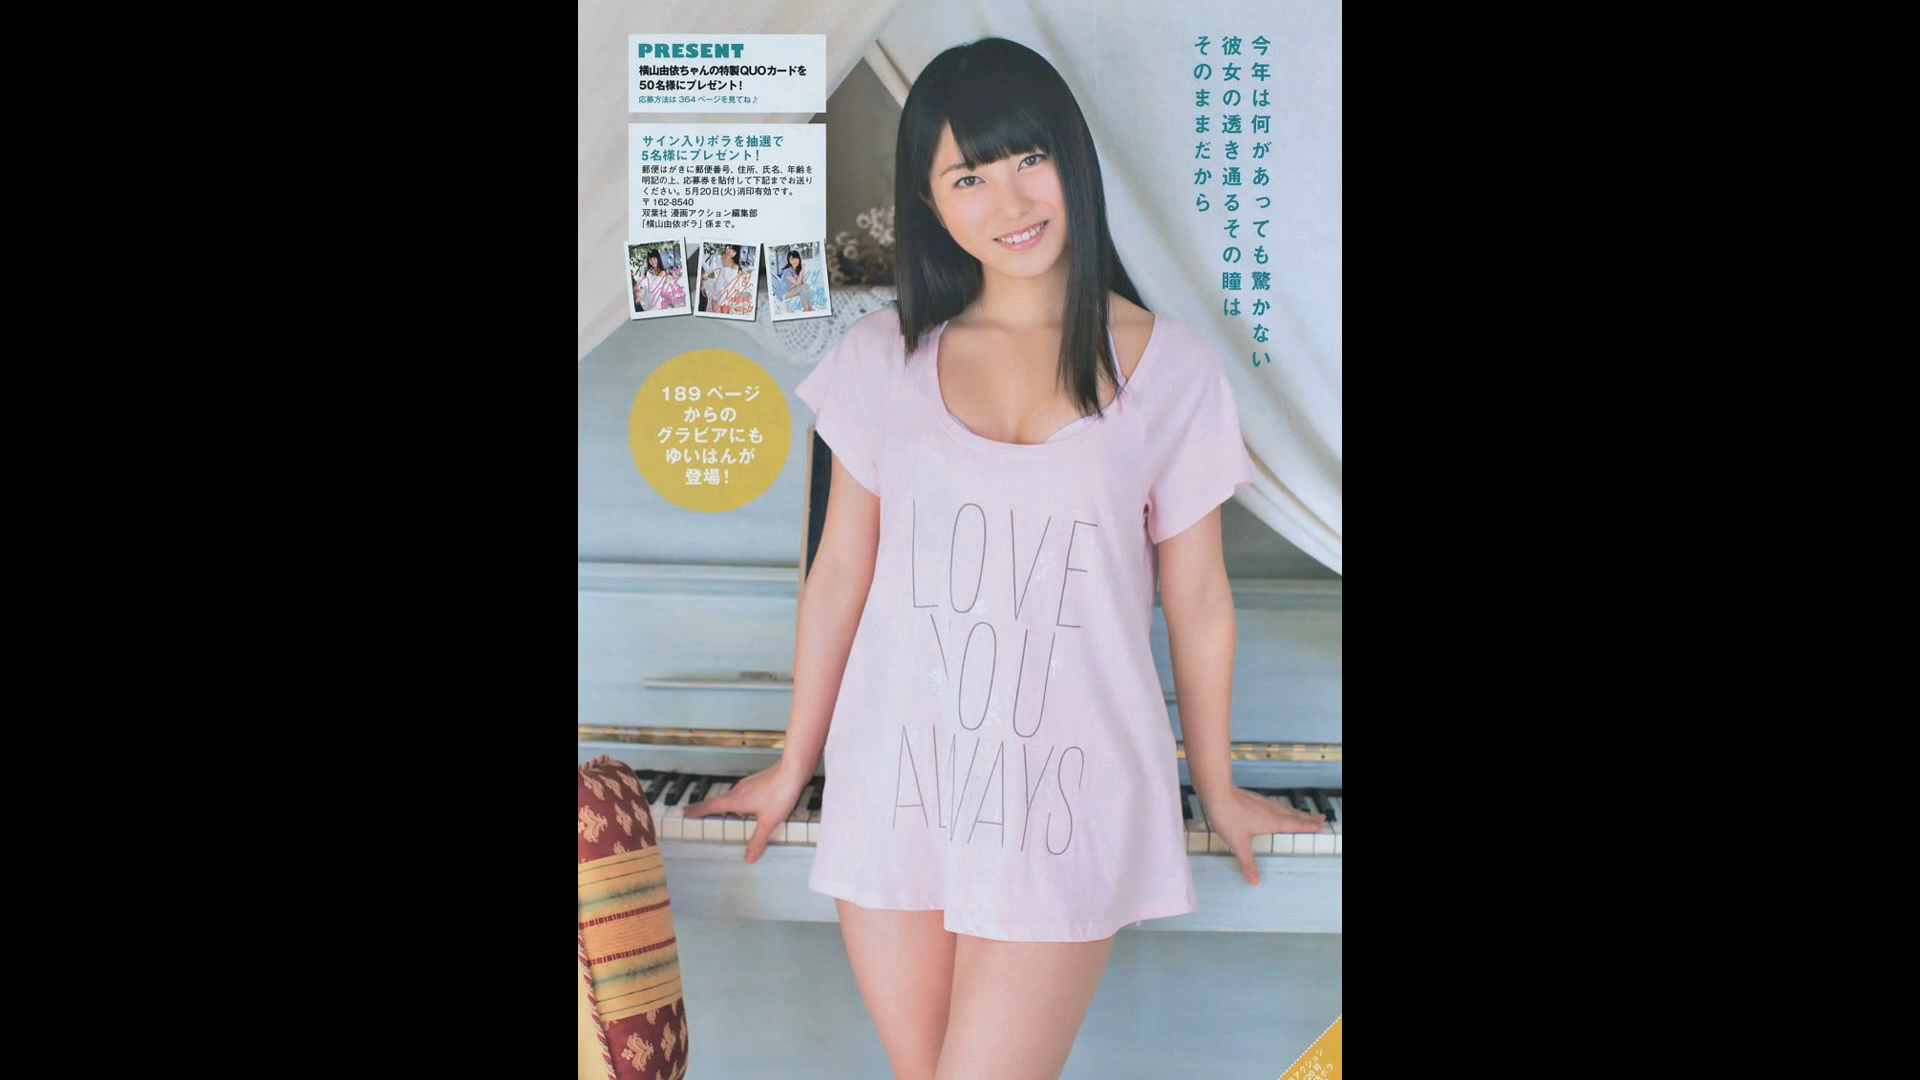 PRESENT
横山由依ちゃんの特製QUOカードを
50名様にプレゼント!
応募方法は364ページを見てね♪
サイン入りポラを抽選で
5名様にプレゼント!
郵便はがきに郵便番号、住所、氏名、年齢を
明記の上、応募券を貼付して下記までお送り
ください。5月20日(火)消印有効です。
〒162-8540
双葉社 漫画アクション編集部
「横山由依ポラ」係まで。
189ページ
からの
グラビアにも
ゆいはんが
登場!
今年は何があっても驚かない
彼女の透き通るその瞳は
そのままだから
LOVE
YOU
ALWAYS
アクション